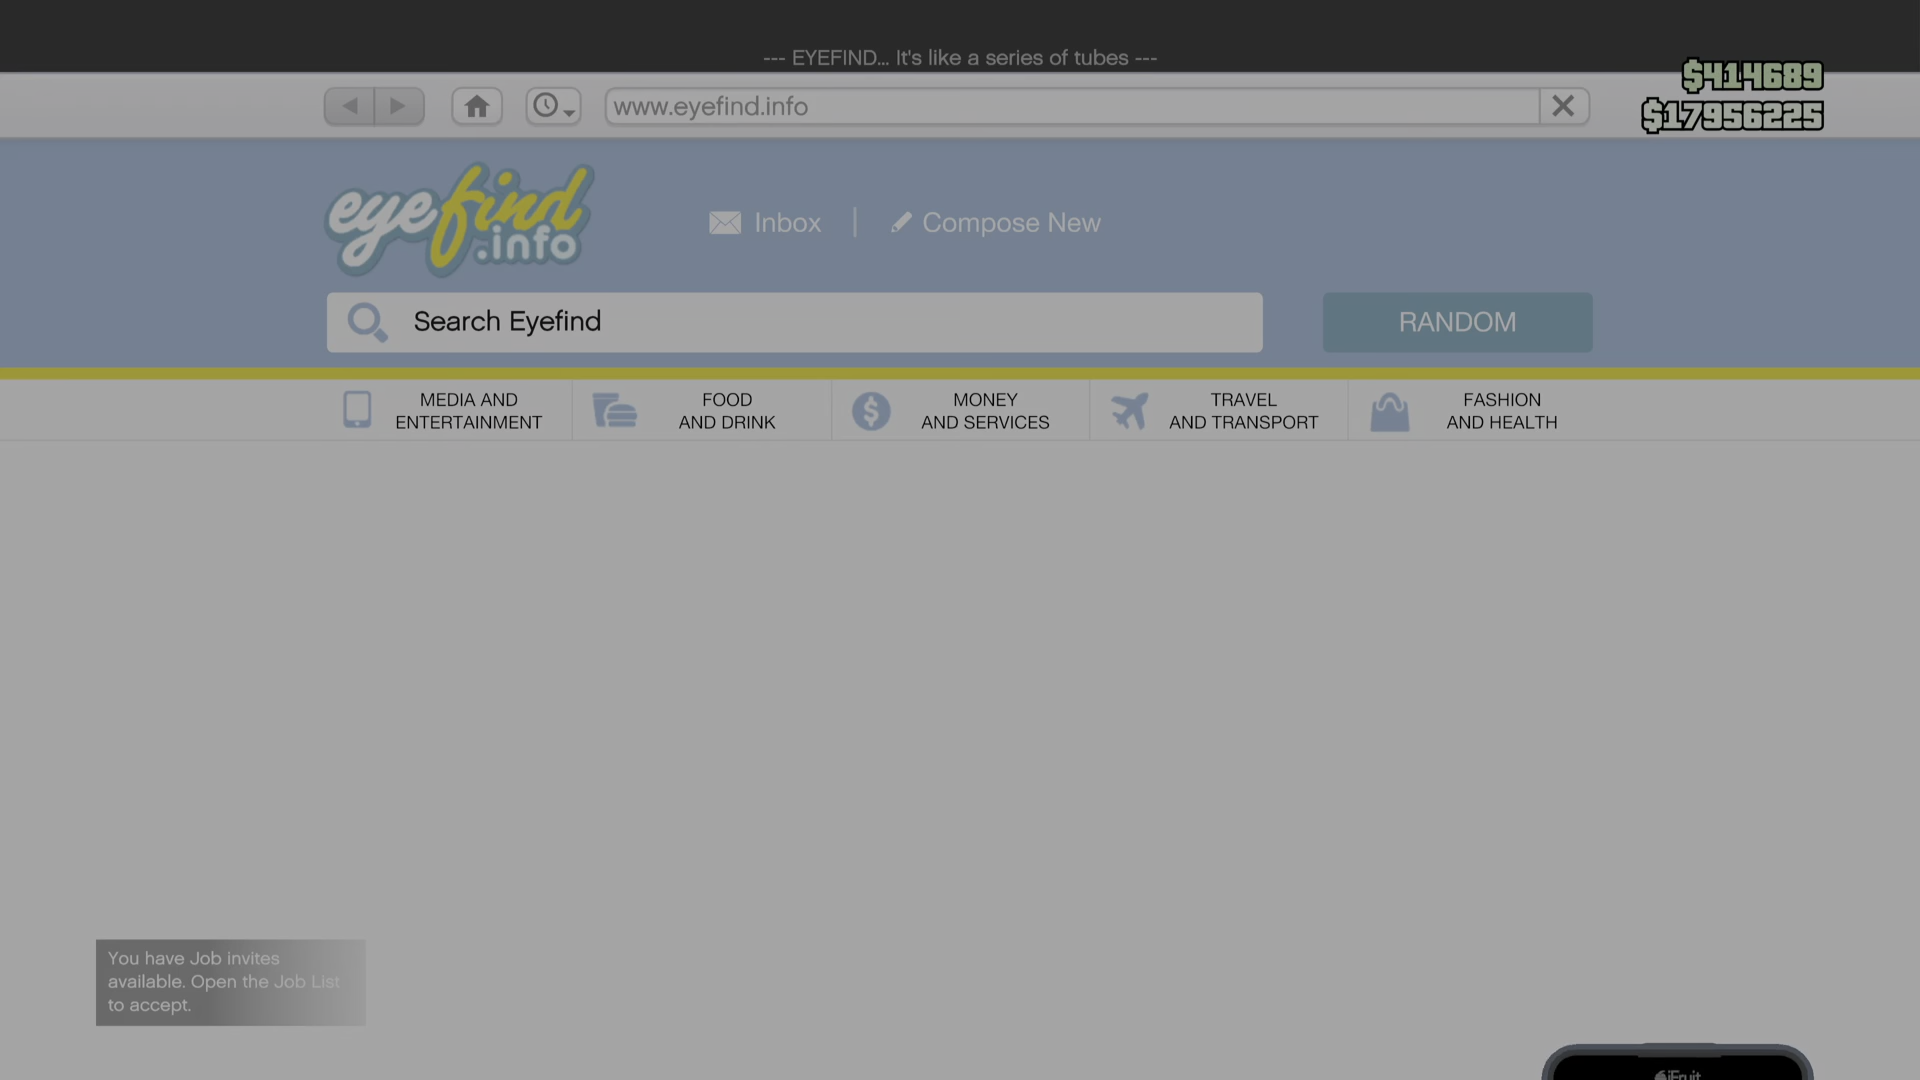 --- EYEFIND... It's like a series of tubes ---
$414689
www.eyefind.info
$17956225
eyefind
.info
Inbox | Compose New
Search Eyefind
RANDOM
MEDIA AND
ENTERTAINMENT
FOOD
AND DRINK
MONEY
AND SERVICES
TRAVEL
AND TRANSPORT
FASHION
AND HEALTH
You have Job invites
available. Open the Job List
to accept.
iFruit